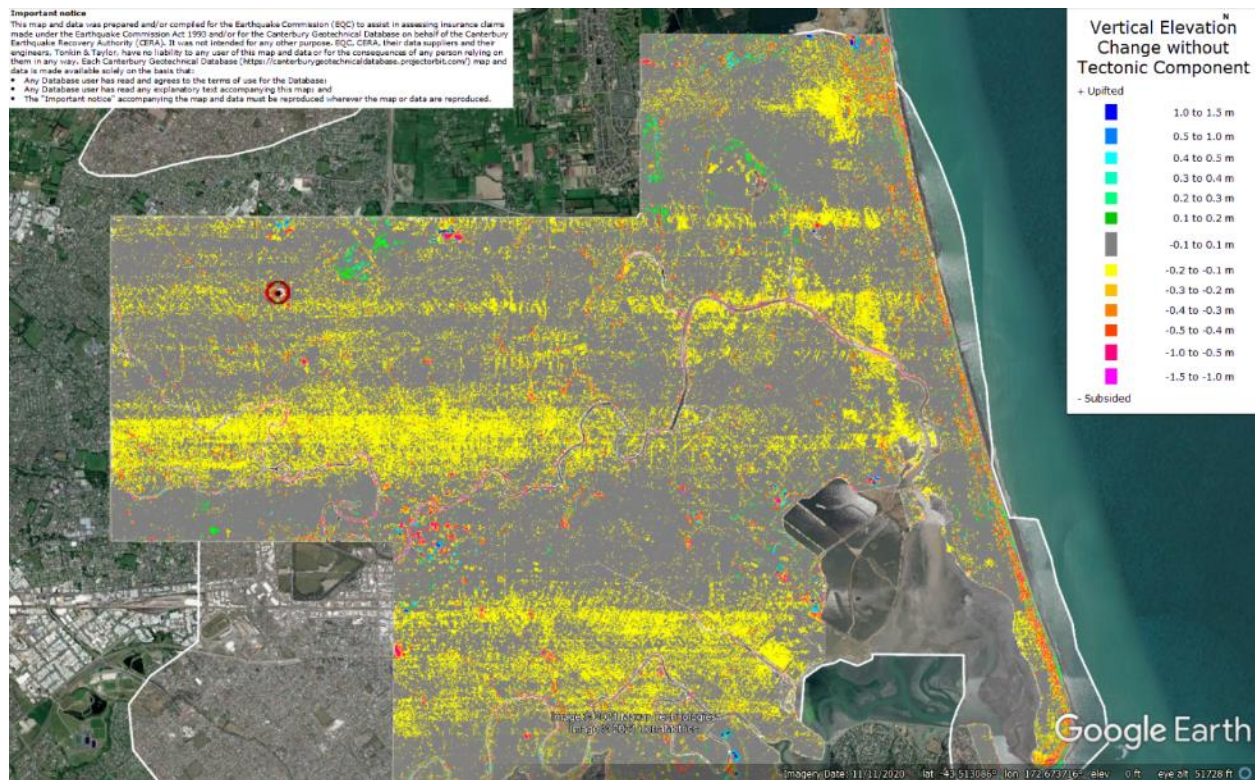 Important notice
This map and data was prepared and/or compiled for the Earthquake Commission (EQC) to assist in assessing insurance claims
made under the Earthquake Commission Act 1993 and/or for the Canterbury Geotechnical Database on behalf of the Canterbury
Earthquake Recovery Authority (CERA). It was not intended for any other purpose. EQC, CERA, their data suppliers and their
engineers, Tonkin & Taylor, have no liability to any user of this map and data or for the consequences of any person relying on
them in any way. Each Canterbury Geotechnical Database (https://canterburygeotechnicaldatabase.projectorbit.com/) map and
data is made available solely on the basis that:
• Any Database user has read and agrees to the terms of use for the Database;
• Any Database user has read any explanatory text accompanying this map; and
• The "Important notice" accompanying the map and data must be reproduced wherever the map or data are reproduced.
N
Vertical Elevation
Change without
Tectonic Component
+ Uplifted
1.0 to 1.5 m
0.5 to 1.0 m
0.4 to 0.5 m
0.3 to 0.4 m
0.2 to 0.3 m
0.1 to 0.2 m
-0.1 to 0.1 m
-0.2 to -0.1 m
-0.3 to -0.2 m
-0.4 to -0.3 m
-0.5 to -0.4 m
-1.0 to -0.5 m
-1.5 to -1.0 m
- Subsided
Image ©
Image ©
Google Earth
Imagery Date: 11/11/2020 lat -43.513086° lon 172.673716° elev 0 ft eye alt 51728 ft